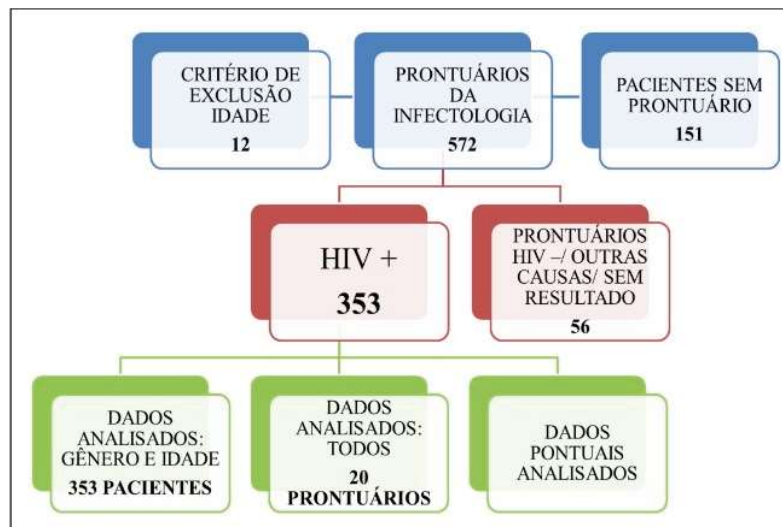 CRITÉRIO DE
EXCLUSÃO
IDADE
12
PRONTUÁRIOS
DA
INFECTOLOGIA
572
PACIENTES SEM
PRONTUÁRIO
151
HIV +
353
PRONTUÁRIOS
HIV –/ OUTRAS
CAUSAS/ SEM
RESULTADO
56
DADOS
ANALISADOS:
GÊNERO E IDADE
353 PACIENTES
DADOS
ANALISADOS:
TODOS
20
PRONTUÁRIOS
DADOS
PONTUAIS
ANALISADOS